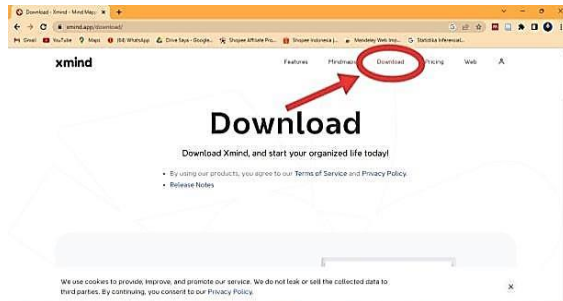 Download - Xmind - Mind Mapp
xmind.app/download/
Gmail YouTube Maps (58) WhatsApp Drive Saya - Google... Shopee Affiliate Pro... Shopee Indonesia |... Mendeley Web Imp... Statistika Inferensial...
xmind
Features Mindmaps Download Pricing Web
Download
Download Xmind, and start your organized life today!
By using our products, you agree to our Terms of Service and Privacy Policy.
Release Notes
We use cookies to provide, improve, and promote our service. We do not leak or sell the collected data to
third parties. By continuing, you consent to our Privacy Policy.